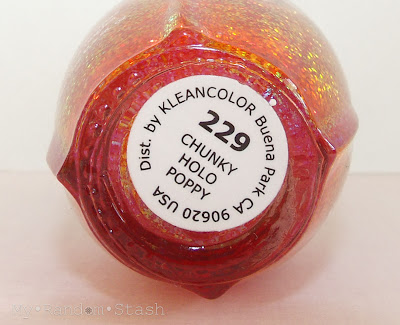 Dist. by KLEANCOLOR Buena Park CA 90620 USA
229
CHUNKY
HOLO
POPPY